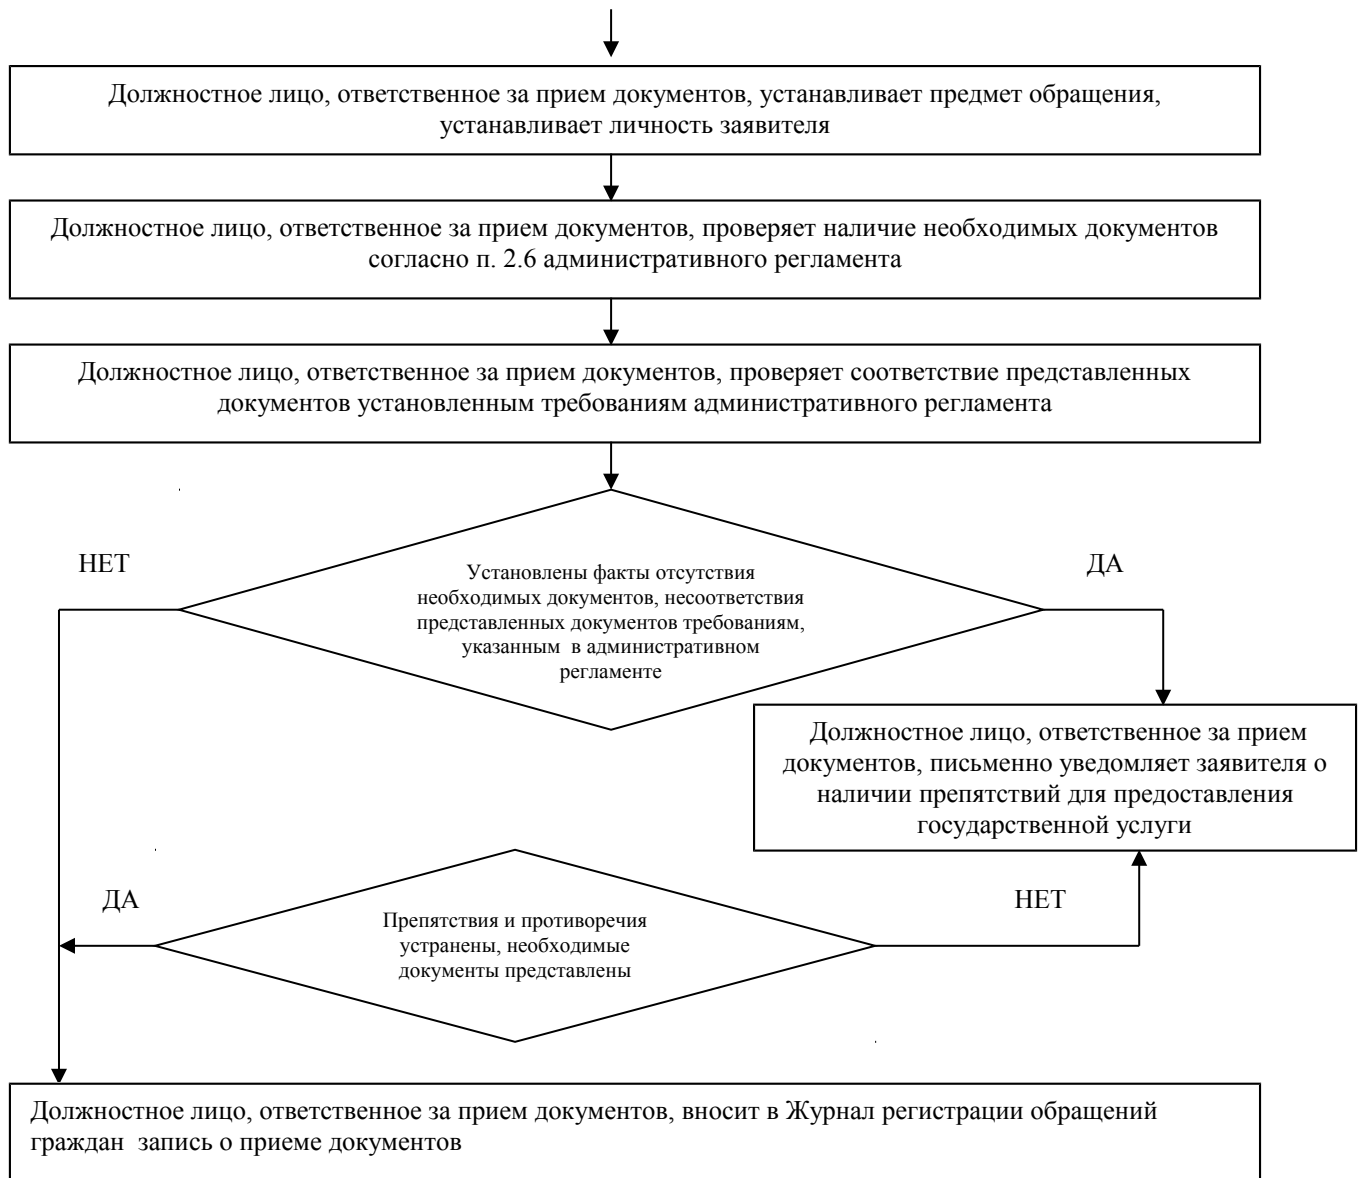 Должностное лицо, ответственное за прием документов, устанавливает предмет обращения,
устанавливает личность заявителя
Должностное лицо, ответственное за прием документов, проверяет наличие необходимых документов
согласно п. 2.6 административного регламента
Должностное лицо, ответственное за прием документов, проверяет соответствие представленных
документов установленным требованиям административного регламента
НЕТ
ДА
Установлены факты отсутствия
необходимых документов, несоответствия
представленных документов требованиям,
указанным в административном
регламенте
Должностное лицо, ответственное за прием
документов, письменно уведомляет заявителя о
наличии препятствий для предоставления
государственной услуги
ДА
НЕТ
Препятствия и противоречия
устранены, необходимые
документы представлены
Должностное лицо, ответственное за прием документов, вносит в Журнал регистрации обращений
граждан запись о приеме документов